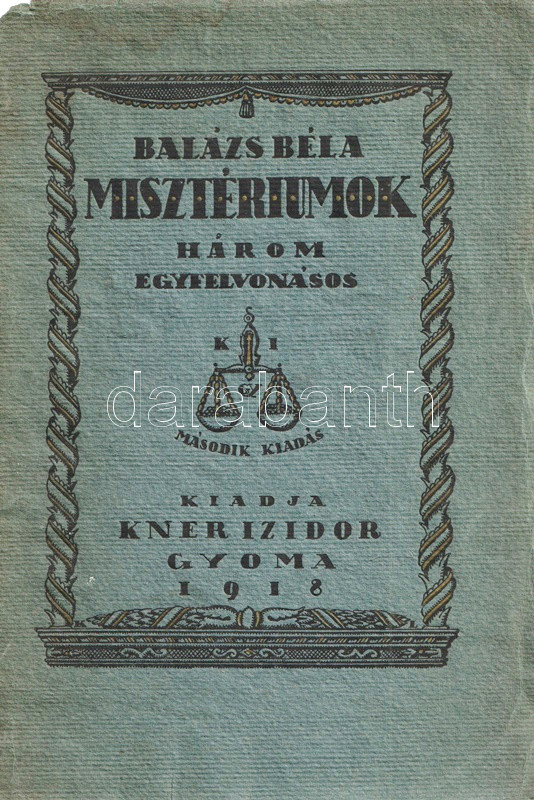 BALÁZS BÉLA
MISZTÉRIUMOK
HÁROM
EGYFELVONÁSOS
K I
darabanth
MÁSODIK KIADÁS
KIADJA
KNER IZIDOR
GYOMA
1918